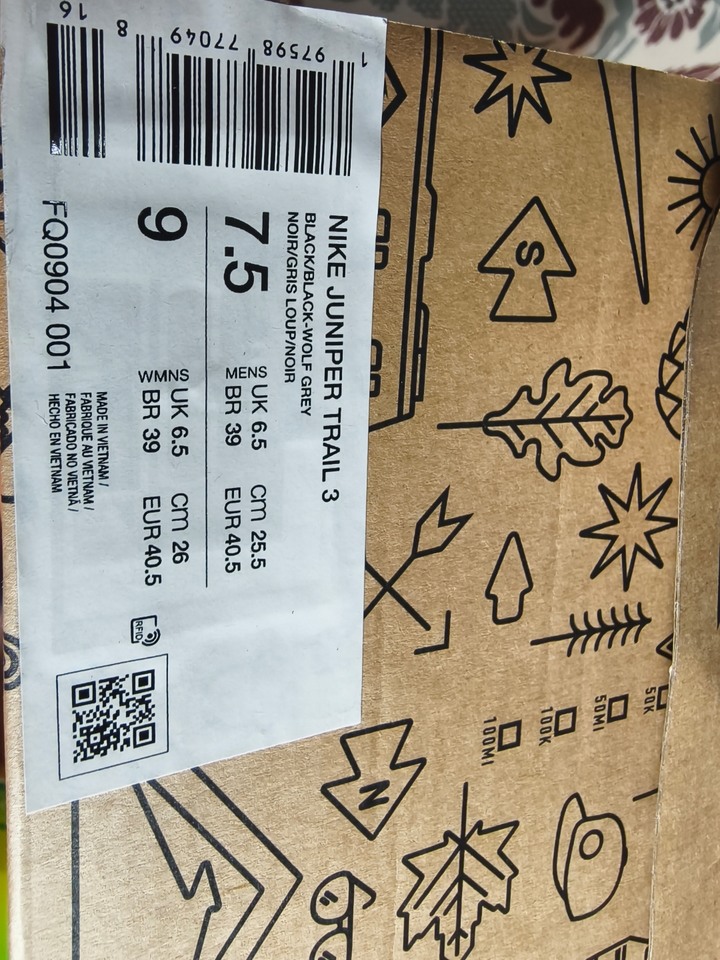 NIKE JUNIPER TRAIL 3
BLACK/BLACK-WOLF GREY
NOIR/GRIS LOUP/NOIR
7.5
MENS
UK 6.5
cm 25.5
BR 39
EUR 40.5
9
WMNS
UK 6.5
cm 26
BR 39
EUR 40.5
FQ0904 001
MADE IN VIETNAM /
FABRIQUE AU VIETNAM /
FABRICADO NO VIETNÃ /
HECHO EN VIETNAM
1 97598 77049 8 16
RFID
S
N
50K
50MI
100K
100MI